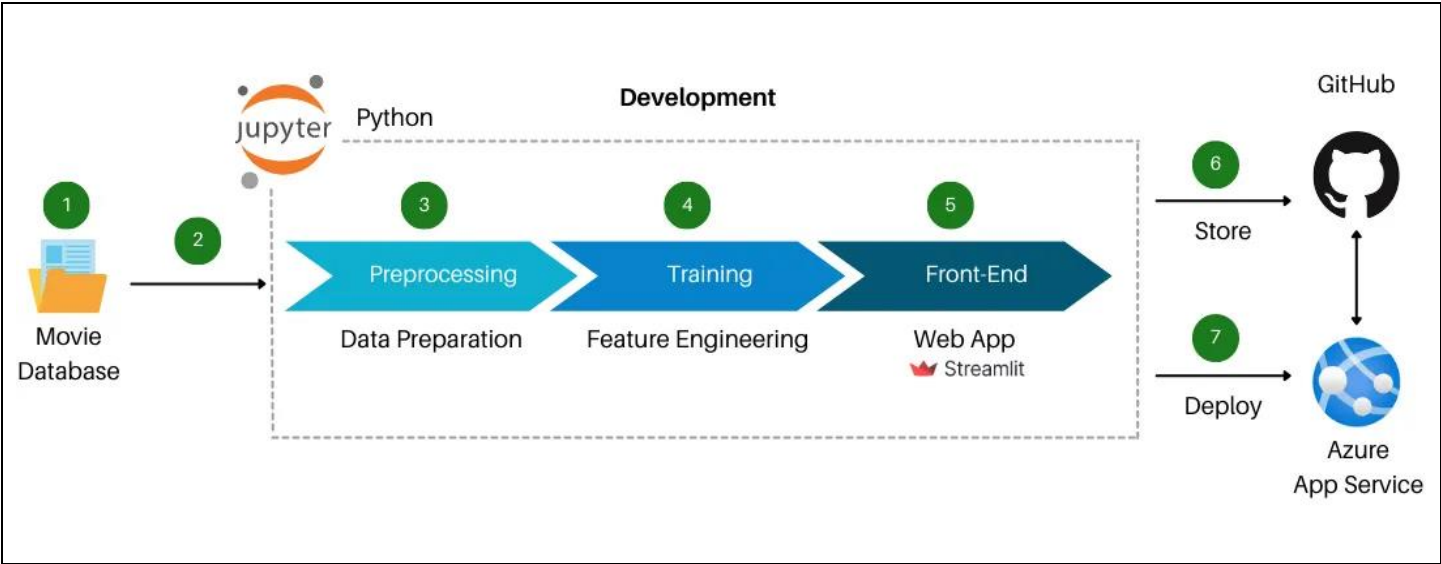 Development
GitHub
jupyter
Python
1
2
3
4
5
6
Preprocessing
Training
Front-End
Store
Movie
Database
Data Preparation
Feature Engineering
Web App
Streamlit
7
Deploy
Azure
App Service